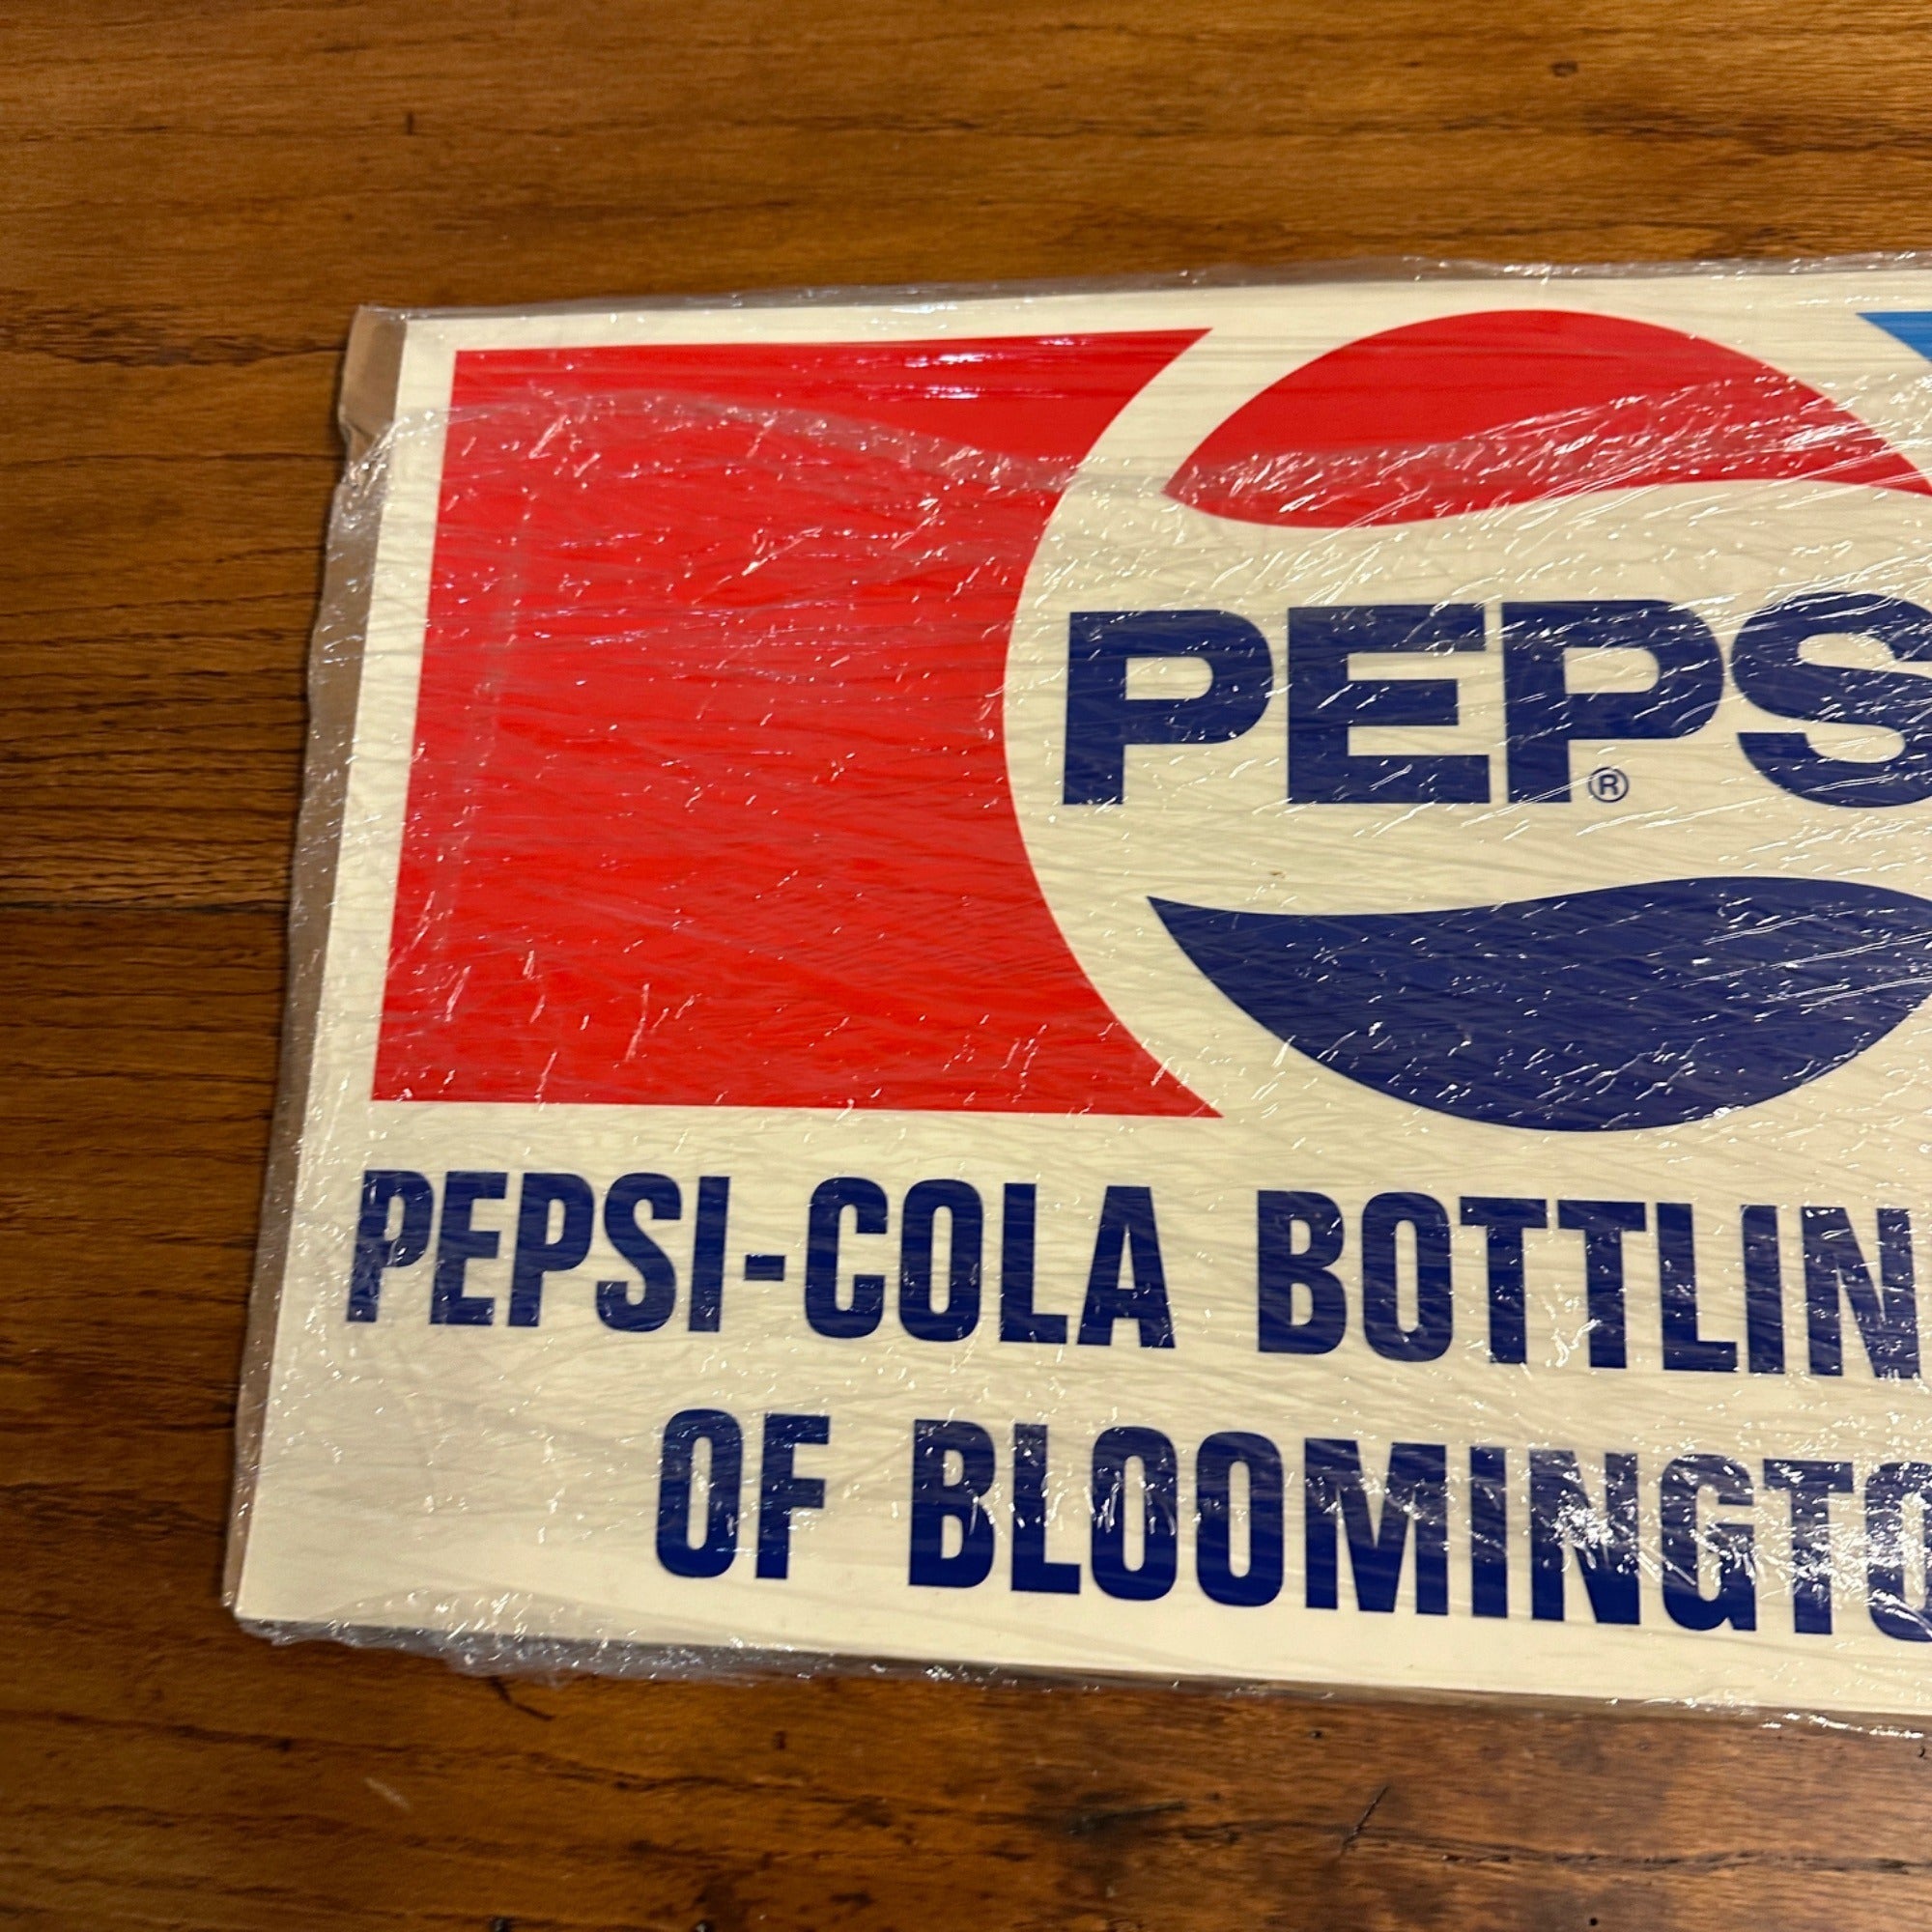 PEPS
®
PEPSI-COLA BOTTLIN
OF BLOOMINGTO